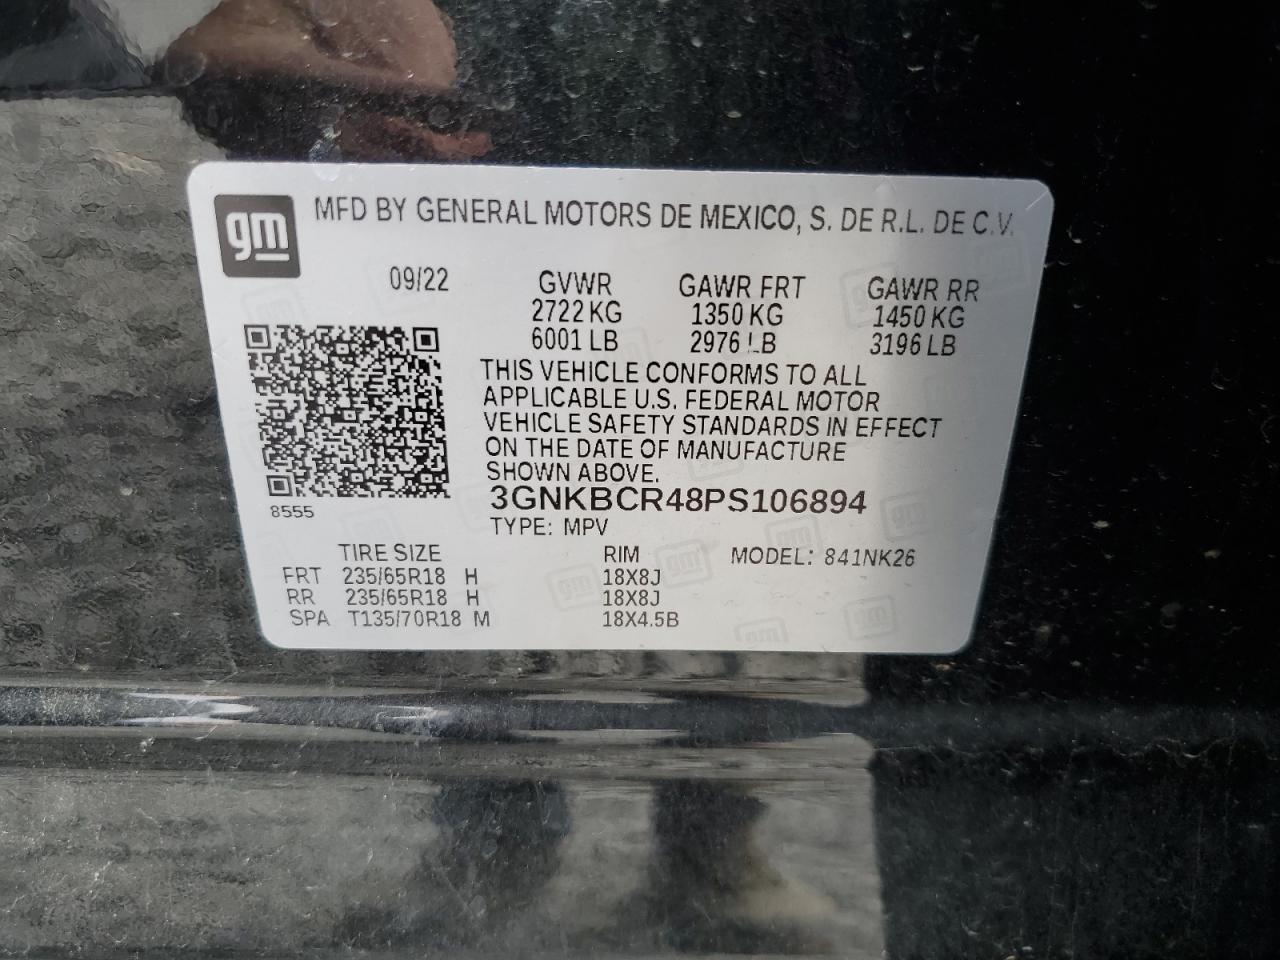 gm MFD BY GENERAL MOTORS DE MEXICO, S. DE R.L. DE C.V.
09/22 GVWR GAWR FRT GAWR RR
2722 KG 1350 KG 1450 KG
6001 LB 2976 LB 3196 LB
THIS VEHICLE CONFORMS TO ALL
APPLICABLE U.S. FEDERAL MOTOR
VEHICLE SAFETY STANDARDS IN EFFECT
ON THE DATE OF MANUFACTURE
SHOWN ABOVE.
3GNKBCR48PS106894
8555
TYPE: MPV
TIRE SIZE RIM MODEL: 841NK26
FRT 235/65R18 H 18X8J
RR 235/65R18 H 18X8J
SPA T135/70R18 M 18X4.5B